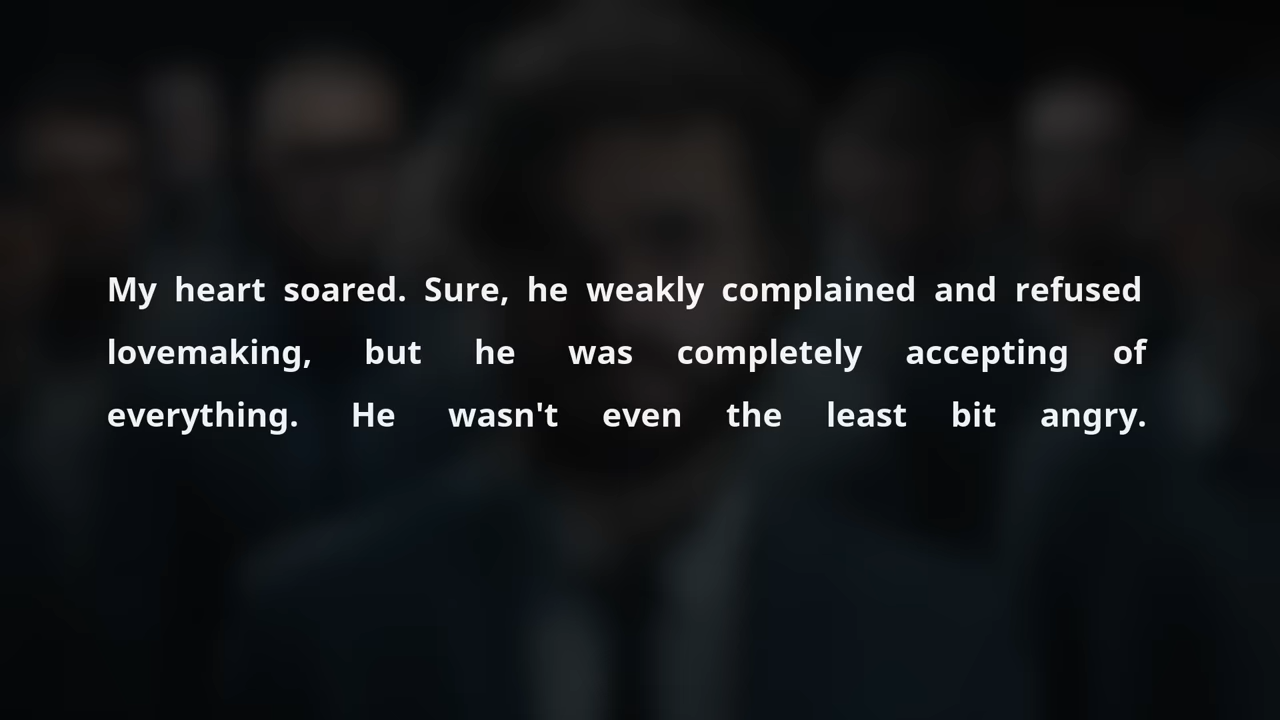 My heart soared. Sure, he weakly complained and refused
lovemaking, but he was completely accepting of
everything. He wasn't even the least bit angry.